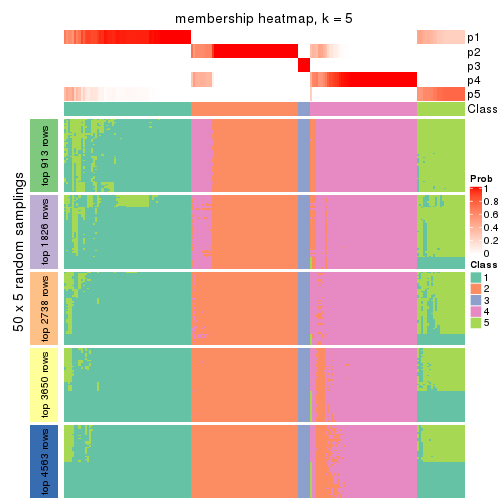 membership heatmap, k = 5
p1
p2
p3
p4
p5
Class
50 x 5 random samplings
top 913 rows
top 1826 rows
top 2738 rows
top 3650 rows
top 4563 rows
Prob
1
0.8
0.6
0.4
0.2
0
Class
1
2
3
4
5